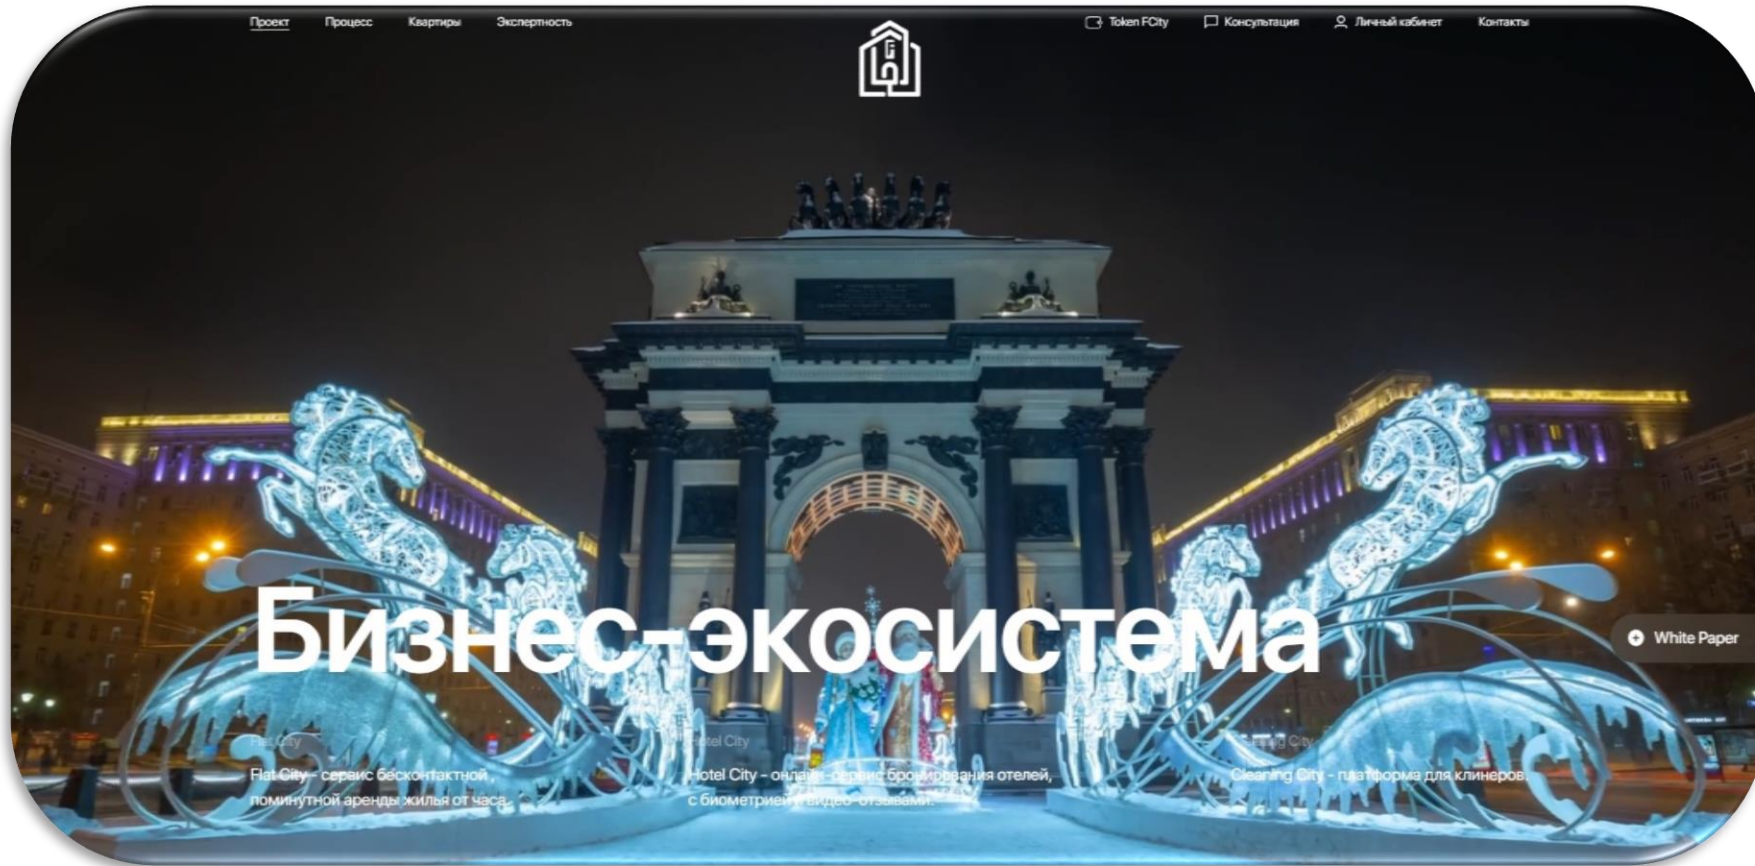 Проект Процесс Квартиры Экспертность
Token FCity Консультация Личный кабинет Контакты
Бизнес-экосистема
White Paper
Flat City
Flat City - сервис бесконтактной,
поминутной аренды жилья от часа.
Hotel City
Hotel City - онлайн-сервис бронирования отелей,
с биометрией и видео-отзывами.
Cleaning City
Cleaning City - платформа для клинеров.